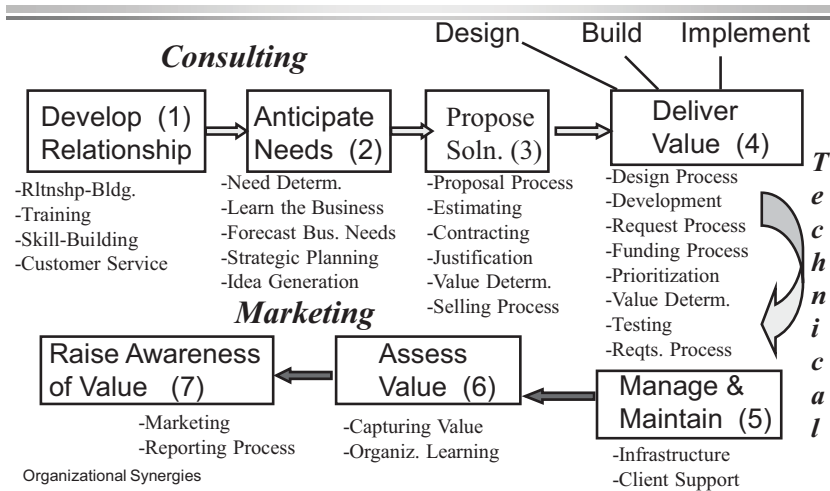 Design Build Implement
Consulting
Develop (1)
Relationship
Anticipate
Needs (2)
Propose
Soln. (3)
Deliver
Value (4)
-Rltnshp-Bldg.
-Training
-Skill-Building
-Customer Service
-Need Determ.
-Learn the Business
-Forecast Bus. Needs
-Strategic Planning
-Idea Generation
-Proposal Process
-Estimating
-Contracting
-Justification
-Value Determ.
-Selling Process
-Design Process
-Development
-Request Process
-Funding Process
-Prioritization
-Value Determ.
-Testing
-Reqts. Process
Technical
Marketing
Raise Awareness
of Value (7)
Assess
Value (6)
Manage &
Maintain (5)
-Marketing
-Reporting Process
-Capturing Value
-Organiz. Learning
-Infrastructure
-Client Support
Organizational Synergies